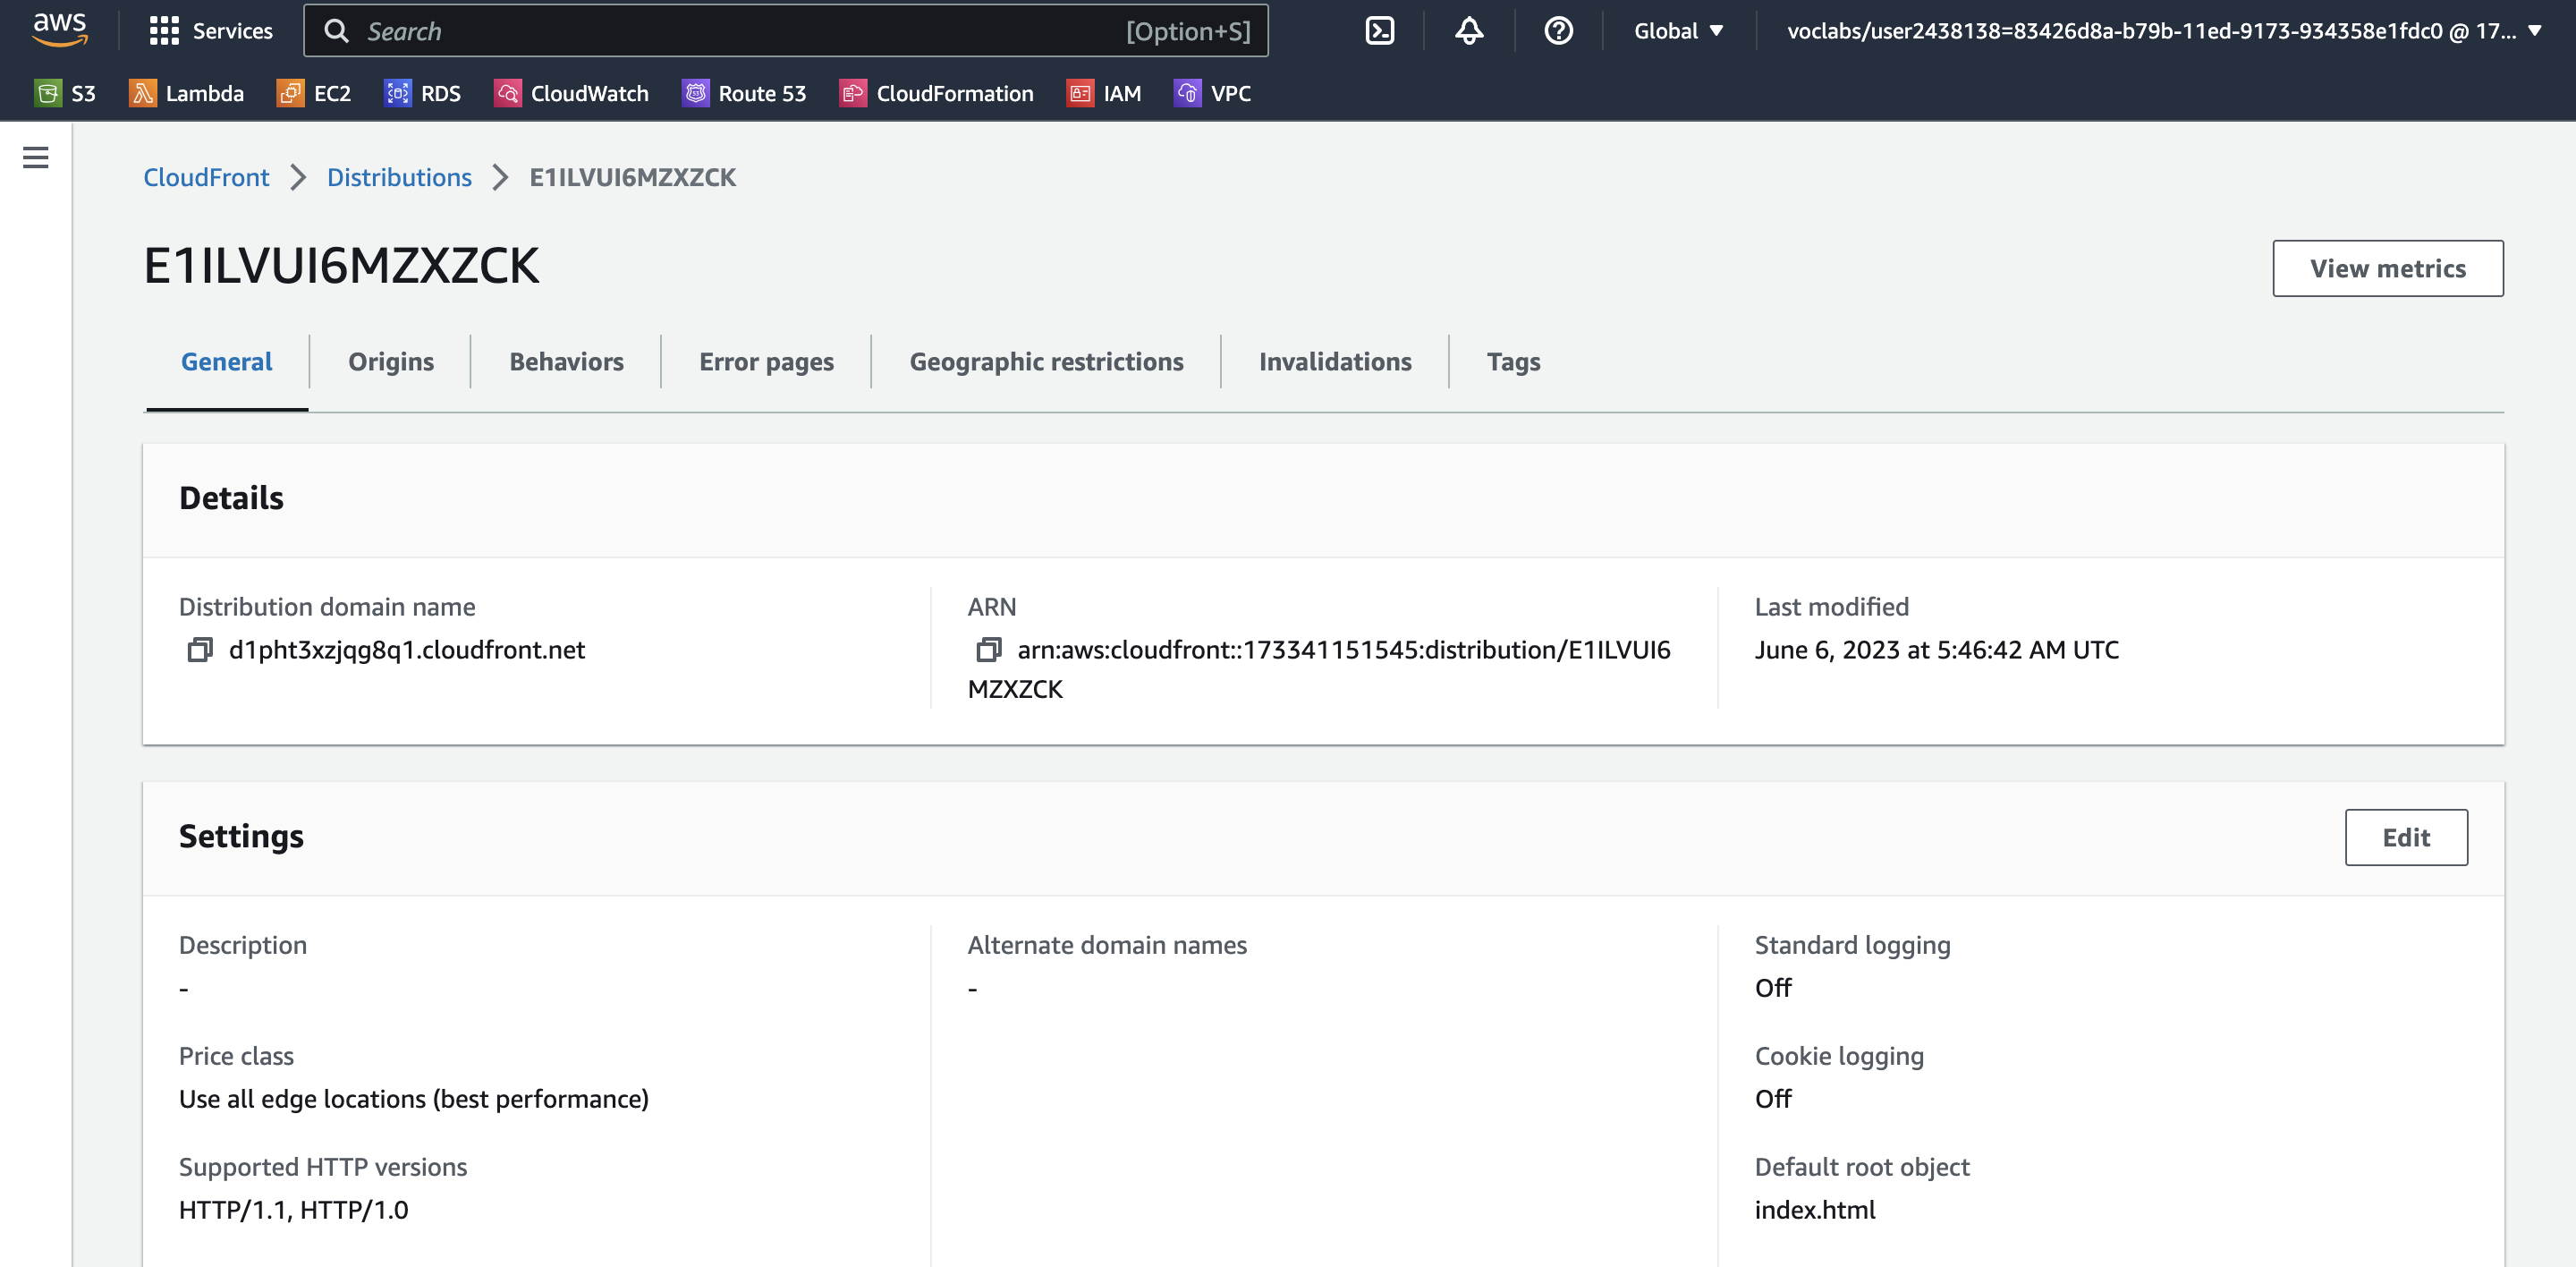 aws
Services
Search [Option+S]
Global
voclabs/user2438138=83426d8a-b79b-11ed-9173-934358e1fdc0 @ 17...
S3 Lambda EC2 RDS CloudWatch Route 53 CloudFormation IAM VPC
CloudFront Distributions E1ILVUI6MZXZCK
E1ILVUI6MZXZCK
View metrics
General Origins Behaviors Error pages Geographic restrictions Invalidations Tags
Details
Distribution domain name
d1pht3xzjqg8q1.cloudfront.net
ARN
arn:aws:cloudfront::173341151545:distribution/E1ILVUI6
MZXZCK
Last modified
June 6, 2023 at 5:46:42 AM UTC
Settings
Edit
Description
-
Price class
Use all edge locations (best performance)
Supported HTTP versions
HTTP/1.1, HTTP/1.0
Alternate domain names
-
Standard logging
Off
Cookie logging
Off
Default root object
index.html